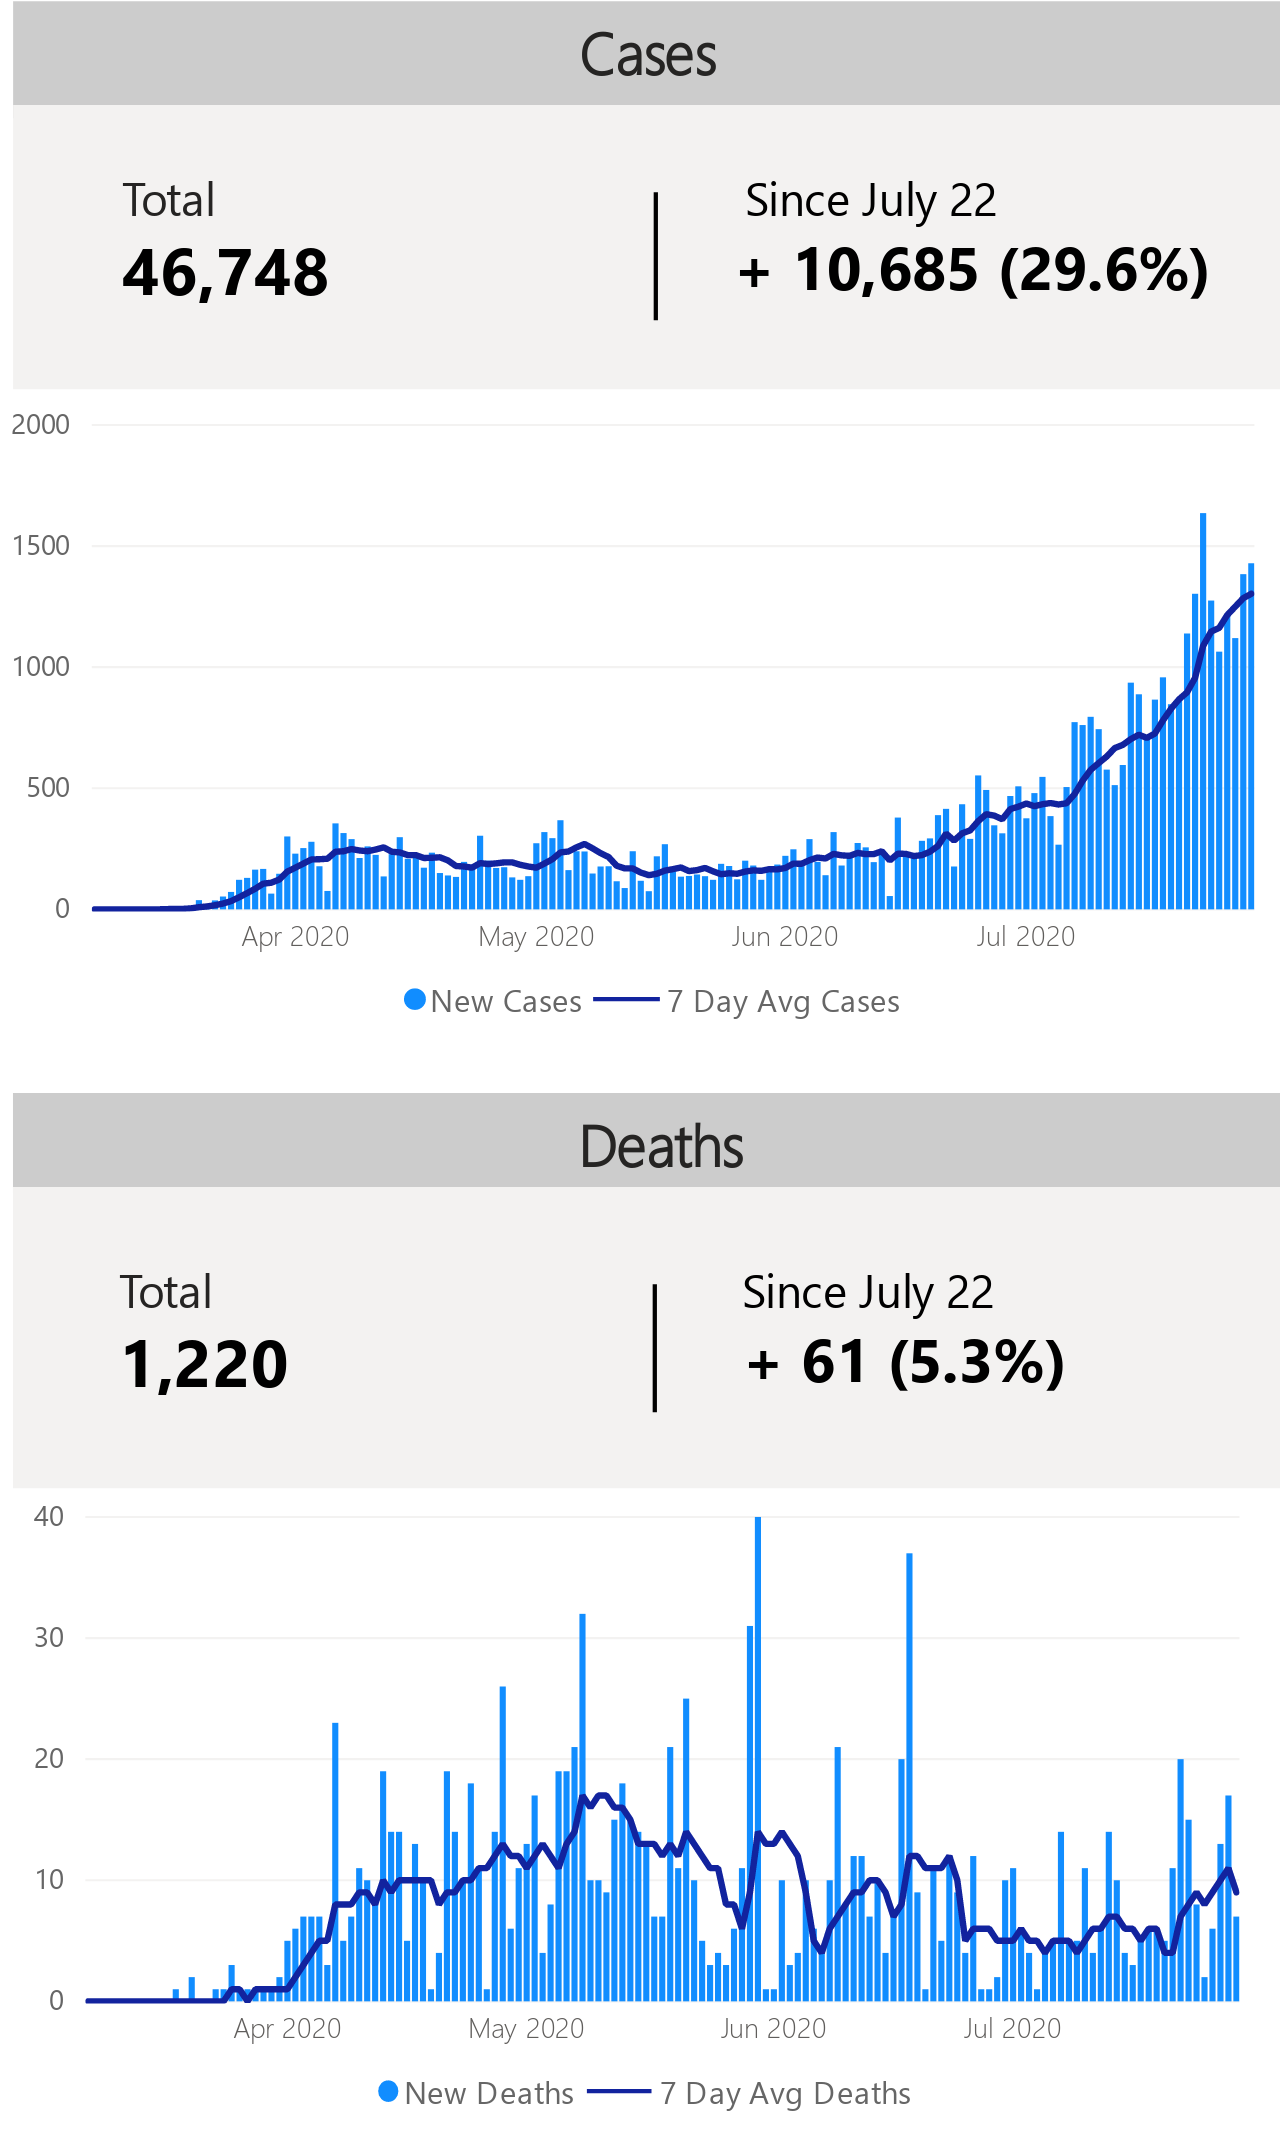 Cases
Total
Since July 22
46,748
+ 10,685 (29.6%)
2000
1500
1000
500
0
Apr 2020
May 2020
Jun 2020
Jul 2020
New Cases
7 Day Avg Cases
Deaths
Total
Since July 22
1,220
+ 61 (5.3%)
40
30
20
10
0
Apr 2020
May 2020
Jun 2020
Jul 2020
New Deaths
7 Day Avg Deaths